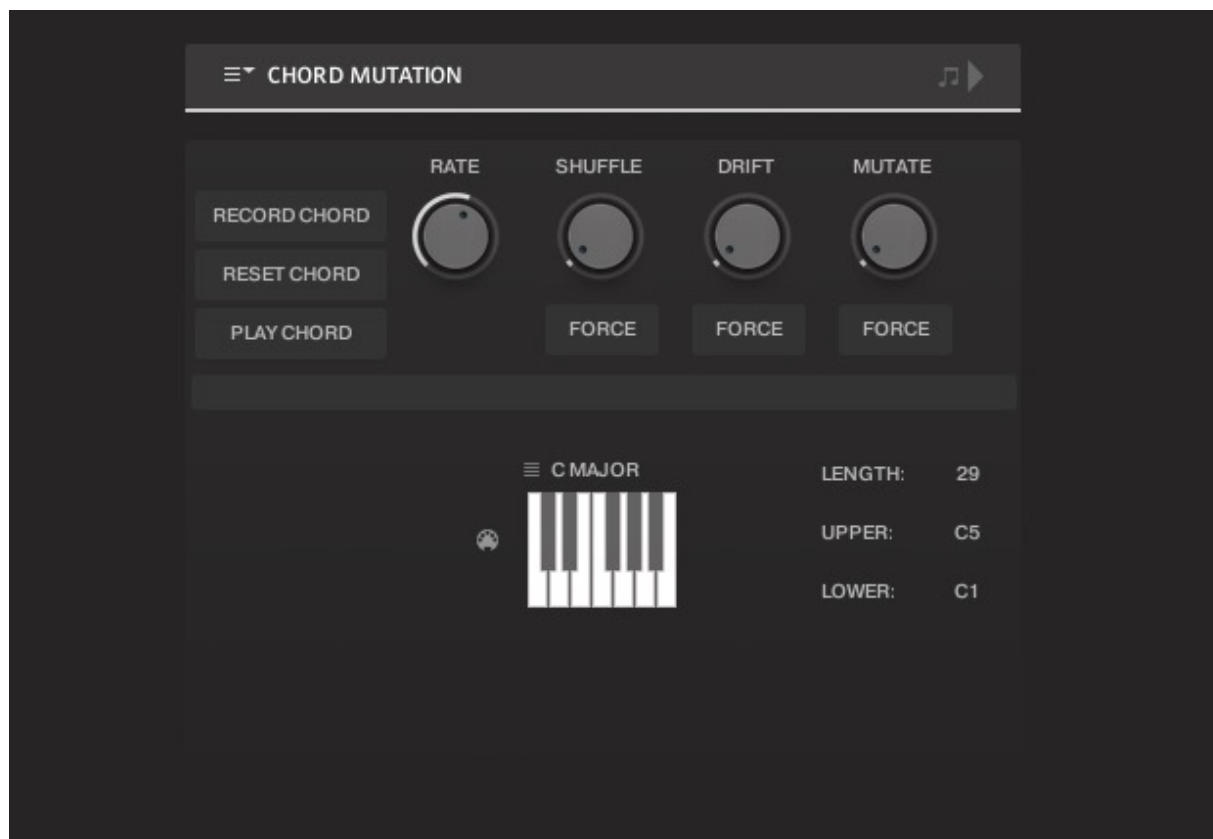 CHORD MUTATION
RATE SHUFFLE DRIFT MUTATE
RECORD CHORD
RESET CHORD
PLAY CHORD FORCE FORCE FORCE
C MAJOR LENGTH: 29
UPPER: C5
LOWER: C1